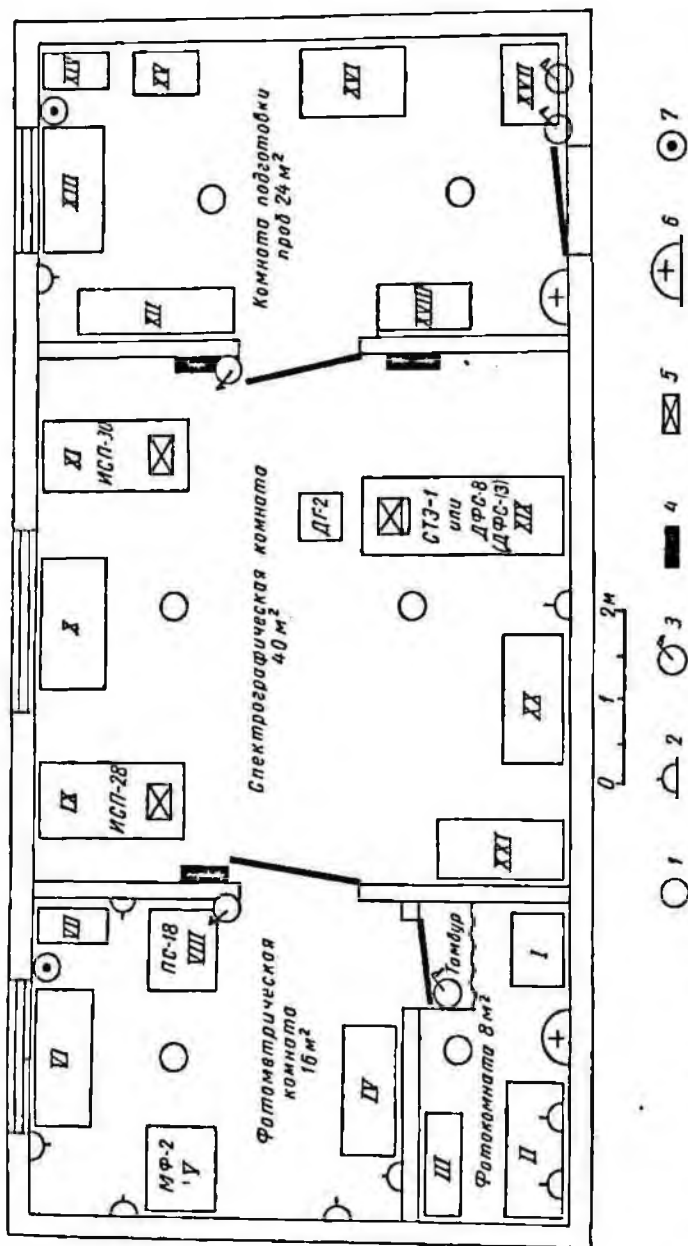 VI
VII
МФ-2
V
ПС-18
VIII
Фотометрическая
комната
16 м²
IV
Тамбур
III
Фотокомната 8 м²
II
I
IX
ИСП-28
X
XI
ИСП-30
Спектрографическая комната
40 м²
ДГ-2
СТЭ-1
или
ДФС-8
(ДФС-13)
XIX
XX
XXI
XIII
XIV
XV
XII
Комната подготовки
проб 24 м²
XVI
XVII
XVIII
0 1 2м
1 2 3 4 5 6 7